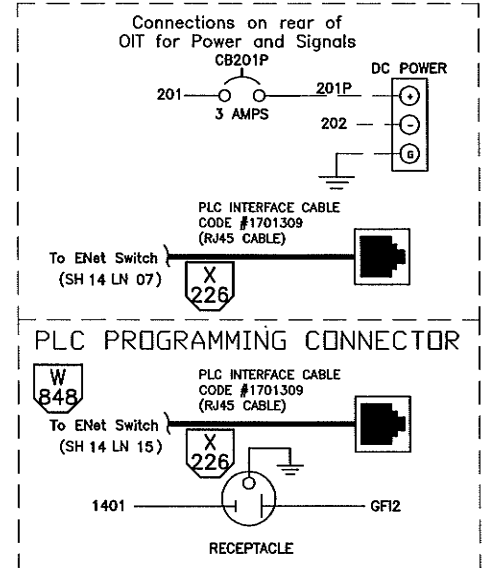 Connections on rear of
OIT for Power and Signals
CB201P
DC POWER
201
201P
+
3 AMPS
202
-
G
PLC INTERFACE CABLE
CODE #1701309
(RJ45 CABLE)
To ENet Switch
(SH 14 LN 07)
X
226
PLC PROGRAMMING CONNECTOR
W
848
PLC INTERFACE CABLE
CODE #1701309
(RJ45 CABLE)
To ENet Switch
(SH 14 LN 15)
X
226
1401
GFI2
RECEPTACLE